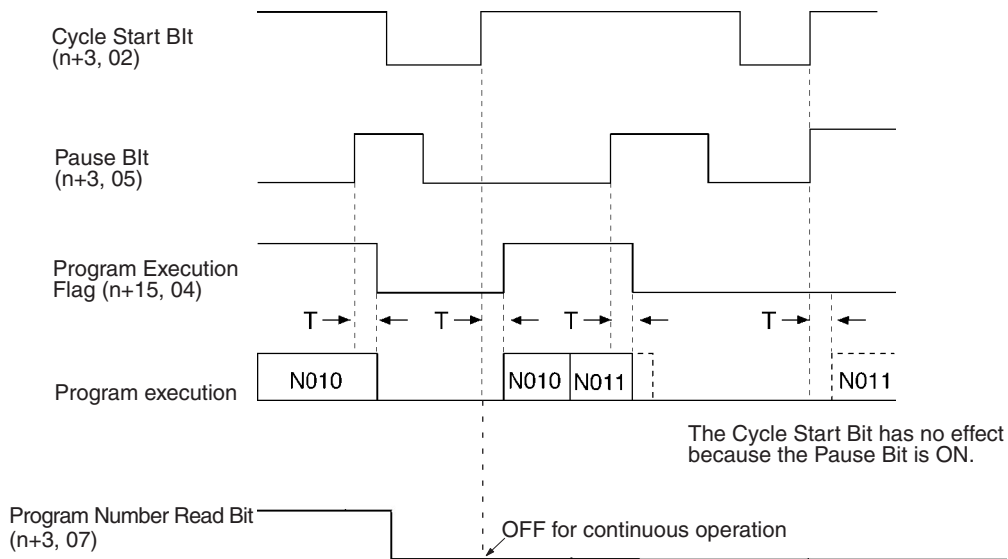 Cycle Start BIt
(n+3, 02)
Pause BIt
(n+3, 05)
Program Execution
Flag (n+15, 04)
T
T
T
T
Program execution
N010
N010
N011
N011
The Cycle Start Bit has no effect
because the Pause Bit is ON.
Program Number Read Bit
(n+3, 07)
OFF for continuous operation